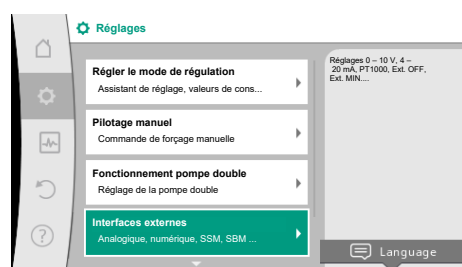 Réglages
Régler le mode de régulation
Assistant de réglage, valeurs de cons...
Pilotage manuel
Commande de forçage manuelle
Fonctionnement pompe double
Réglage de la pompe double
Interfaces externes
Analogique, numérique, SSM, SBM ...
Réglages 0 – 10 V, 4 –
20 mA, PT1000, Ext. OFF,
Ext. MIN....
Language